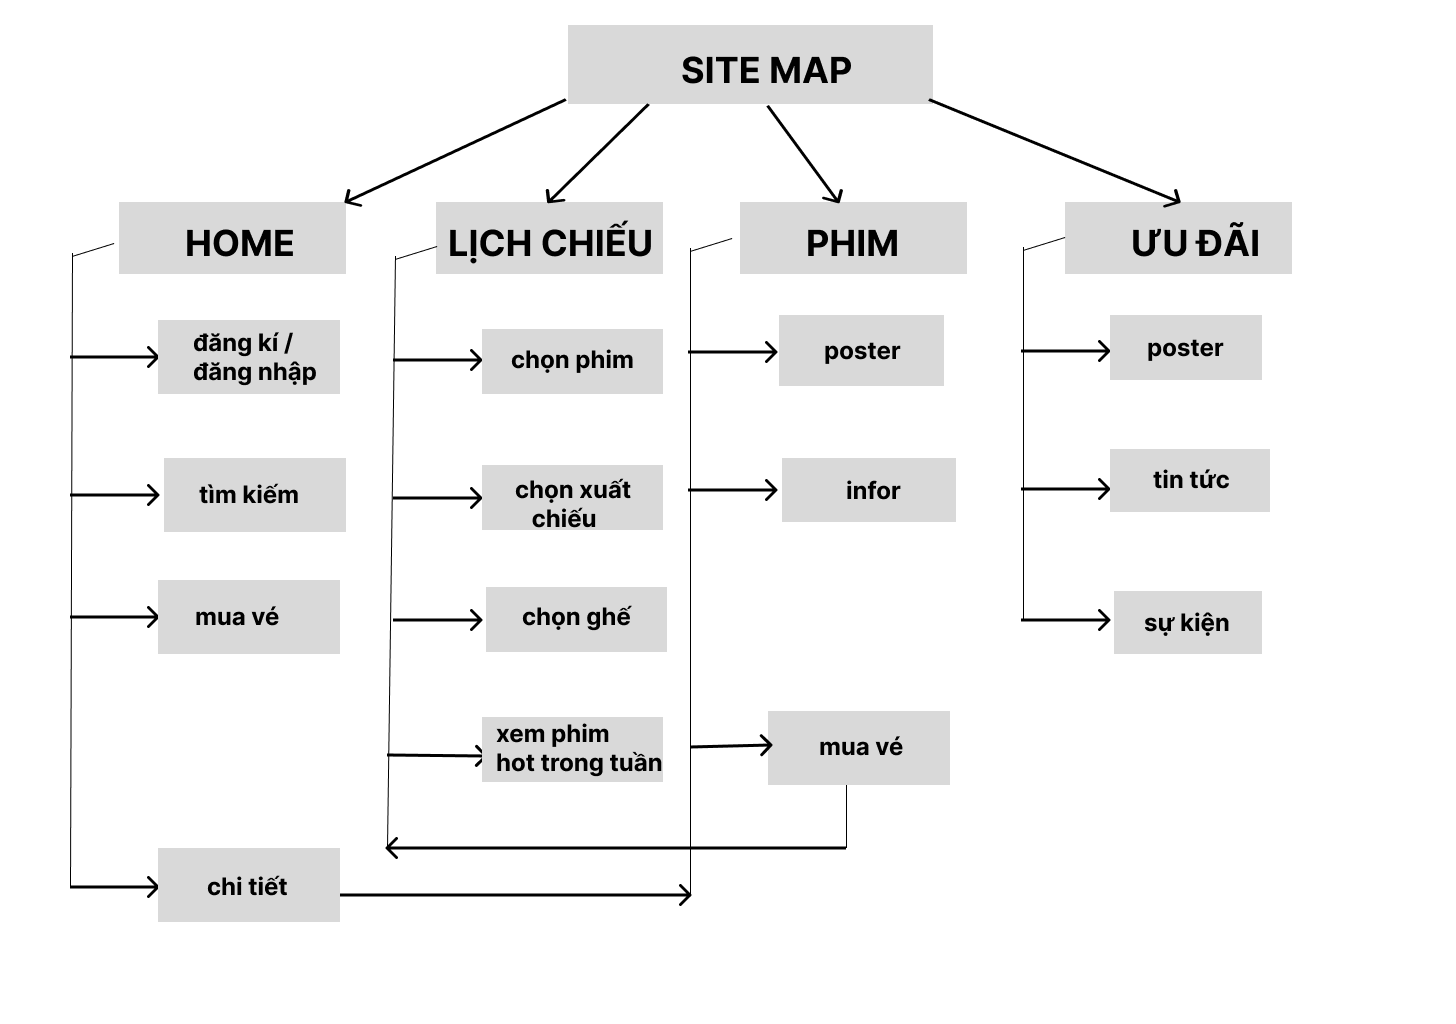 SITE MAP
HOME
LỊCH CHIẾU
PHIM
ƯU ĐÃI
đăng kí /
đăng nhập
tìm kiếm
mua vé
chi tiết
chọn phim
chọn xuất
chiếu
chọn ghế
xem phim
hot trong tuần
poster
infor
mua vé
poster
tin tức
sự kiện